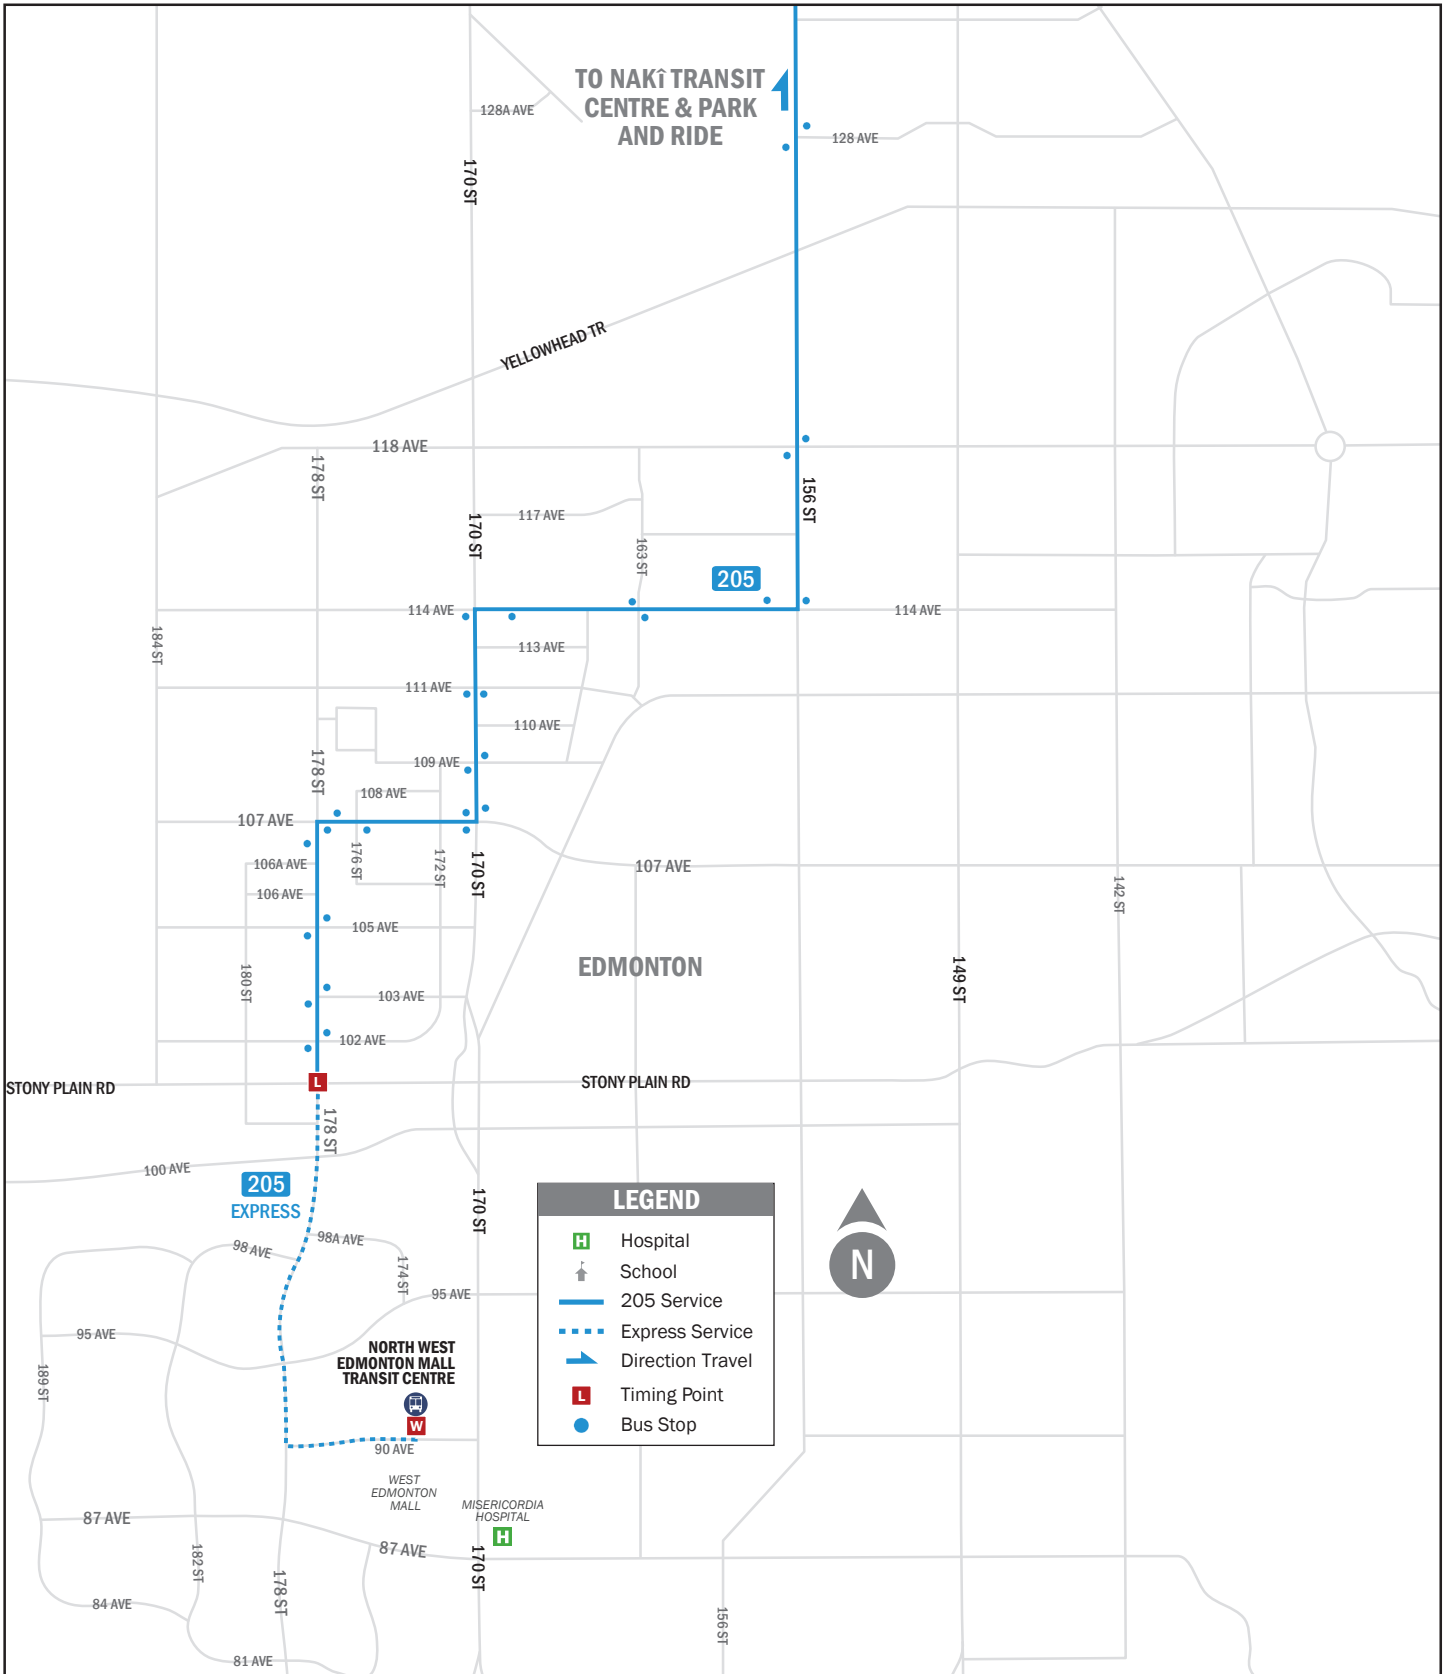 TO NAKÎ TRANSIT
CENTRE & PARK
AND RIDE
128A AVE
128 AVE
170 ST
YELLOWHEAD TR
118 AVE
178 ST
156 ST
117 AVE
170 ST
163 ST
205
114 AVE
114 AVE
184 ST
113 AVE
111 AVE
110 AVE
178 ST
109 AVE
108 AVE
107 AVE
106A AVE
176 ST
172 ST
170 ST
107 AVE
106 AVE
142 ST
105 AVE
EDMONTON
180 ST
149 ST
103 AVE
102 AVE
L
STONY PLAIN RD
STONY PLAIN RD
178 ST
100 AVE
205
EXPRESS
170 ST
98 AVE
98A AVE
174 ST
95 AVE
95 AVE
189 ST
NORTH WEST
EDMONTON MALL
TRANSIT CENTRE
W
90 AVE
WEST
EDMONTON
MALL
MISERICORDIA
HOSPITAL
H
87 AVE
87 AVE
170 ST
182 ST
178 ST
84 AVE
156 ST
81 AVE
LEGEND
H Hospital
School
205 Service
Express Service
Direction Travel
L Timing Point
Bus Stop
N